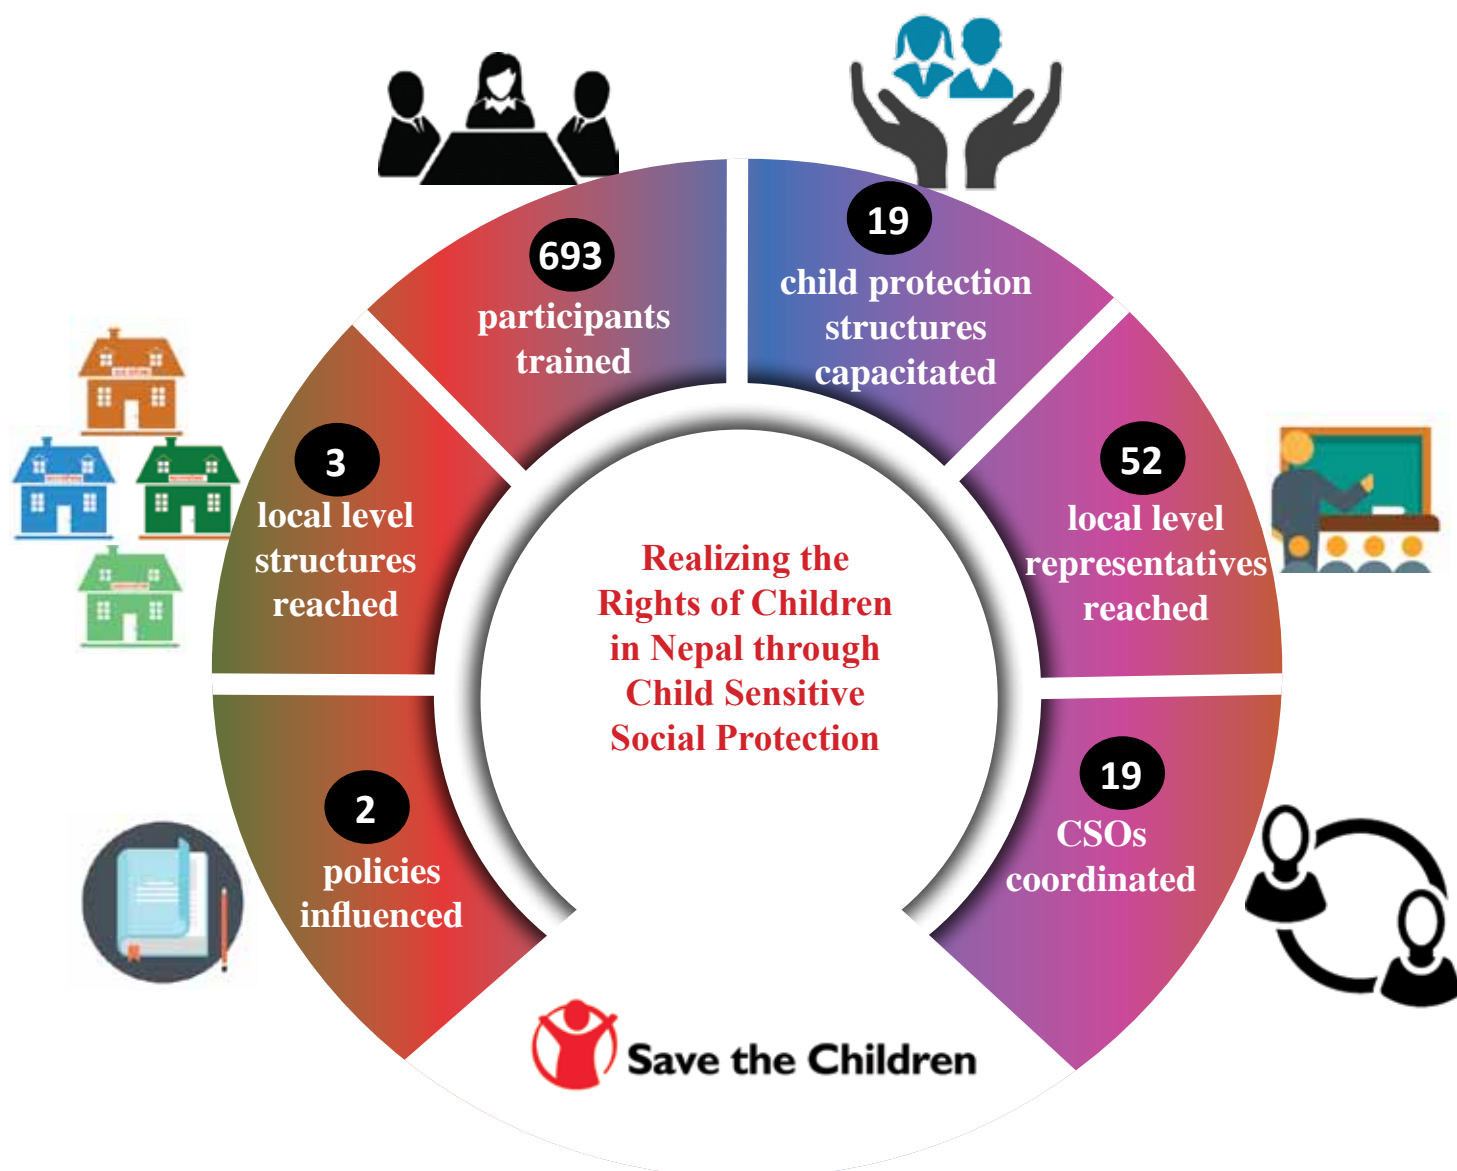 693
participants
trained
19
child protection
structures
capacitated
3
local level
structures
reached
52
local level
representatives
reached
Realizing the
Rights of Children
in Nepal through
Child Sensitive
Social Protection
2
policies
influenced
19
CSOs
coordinated
Save the Children